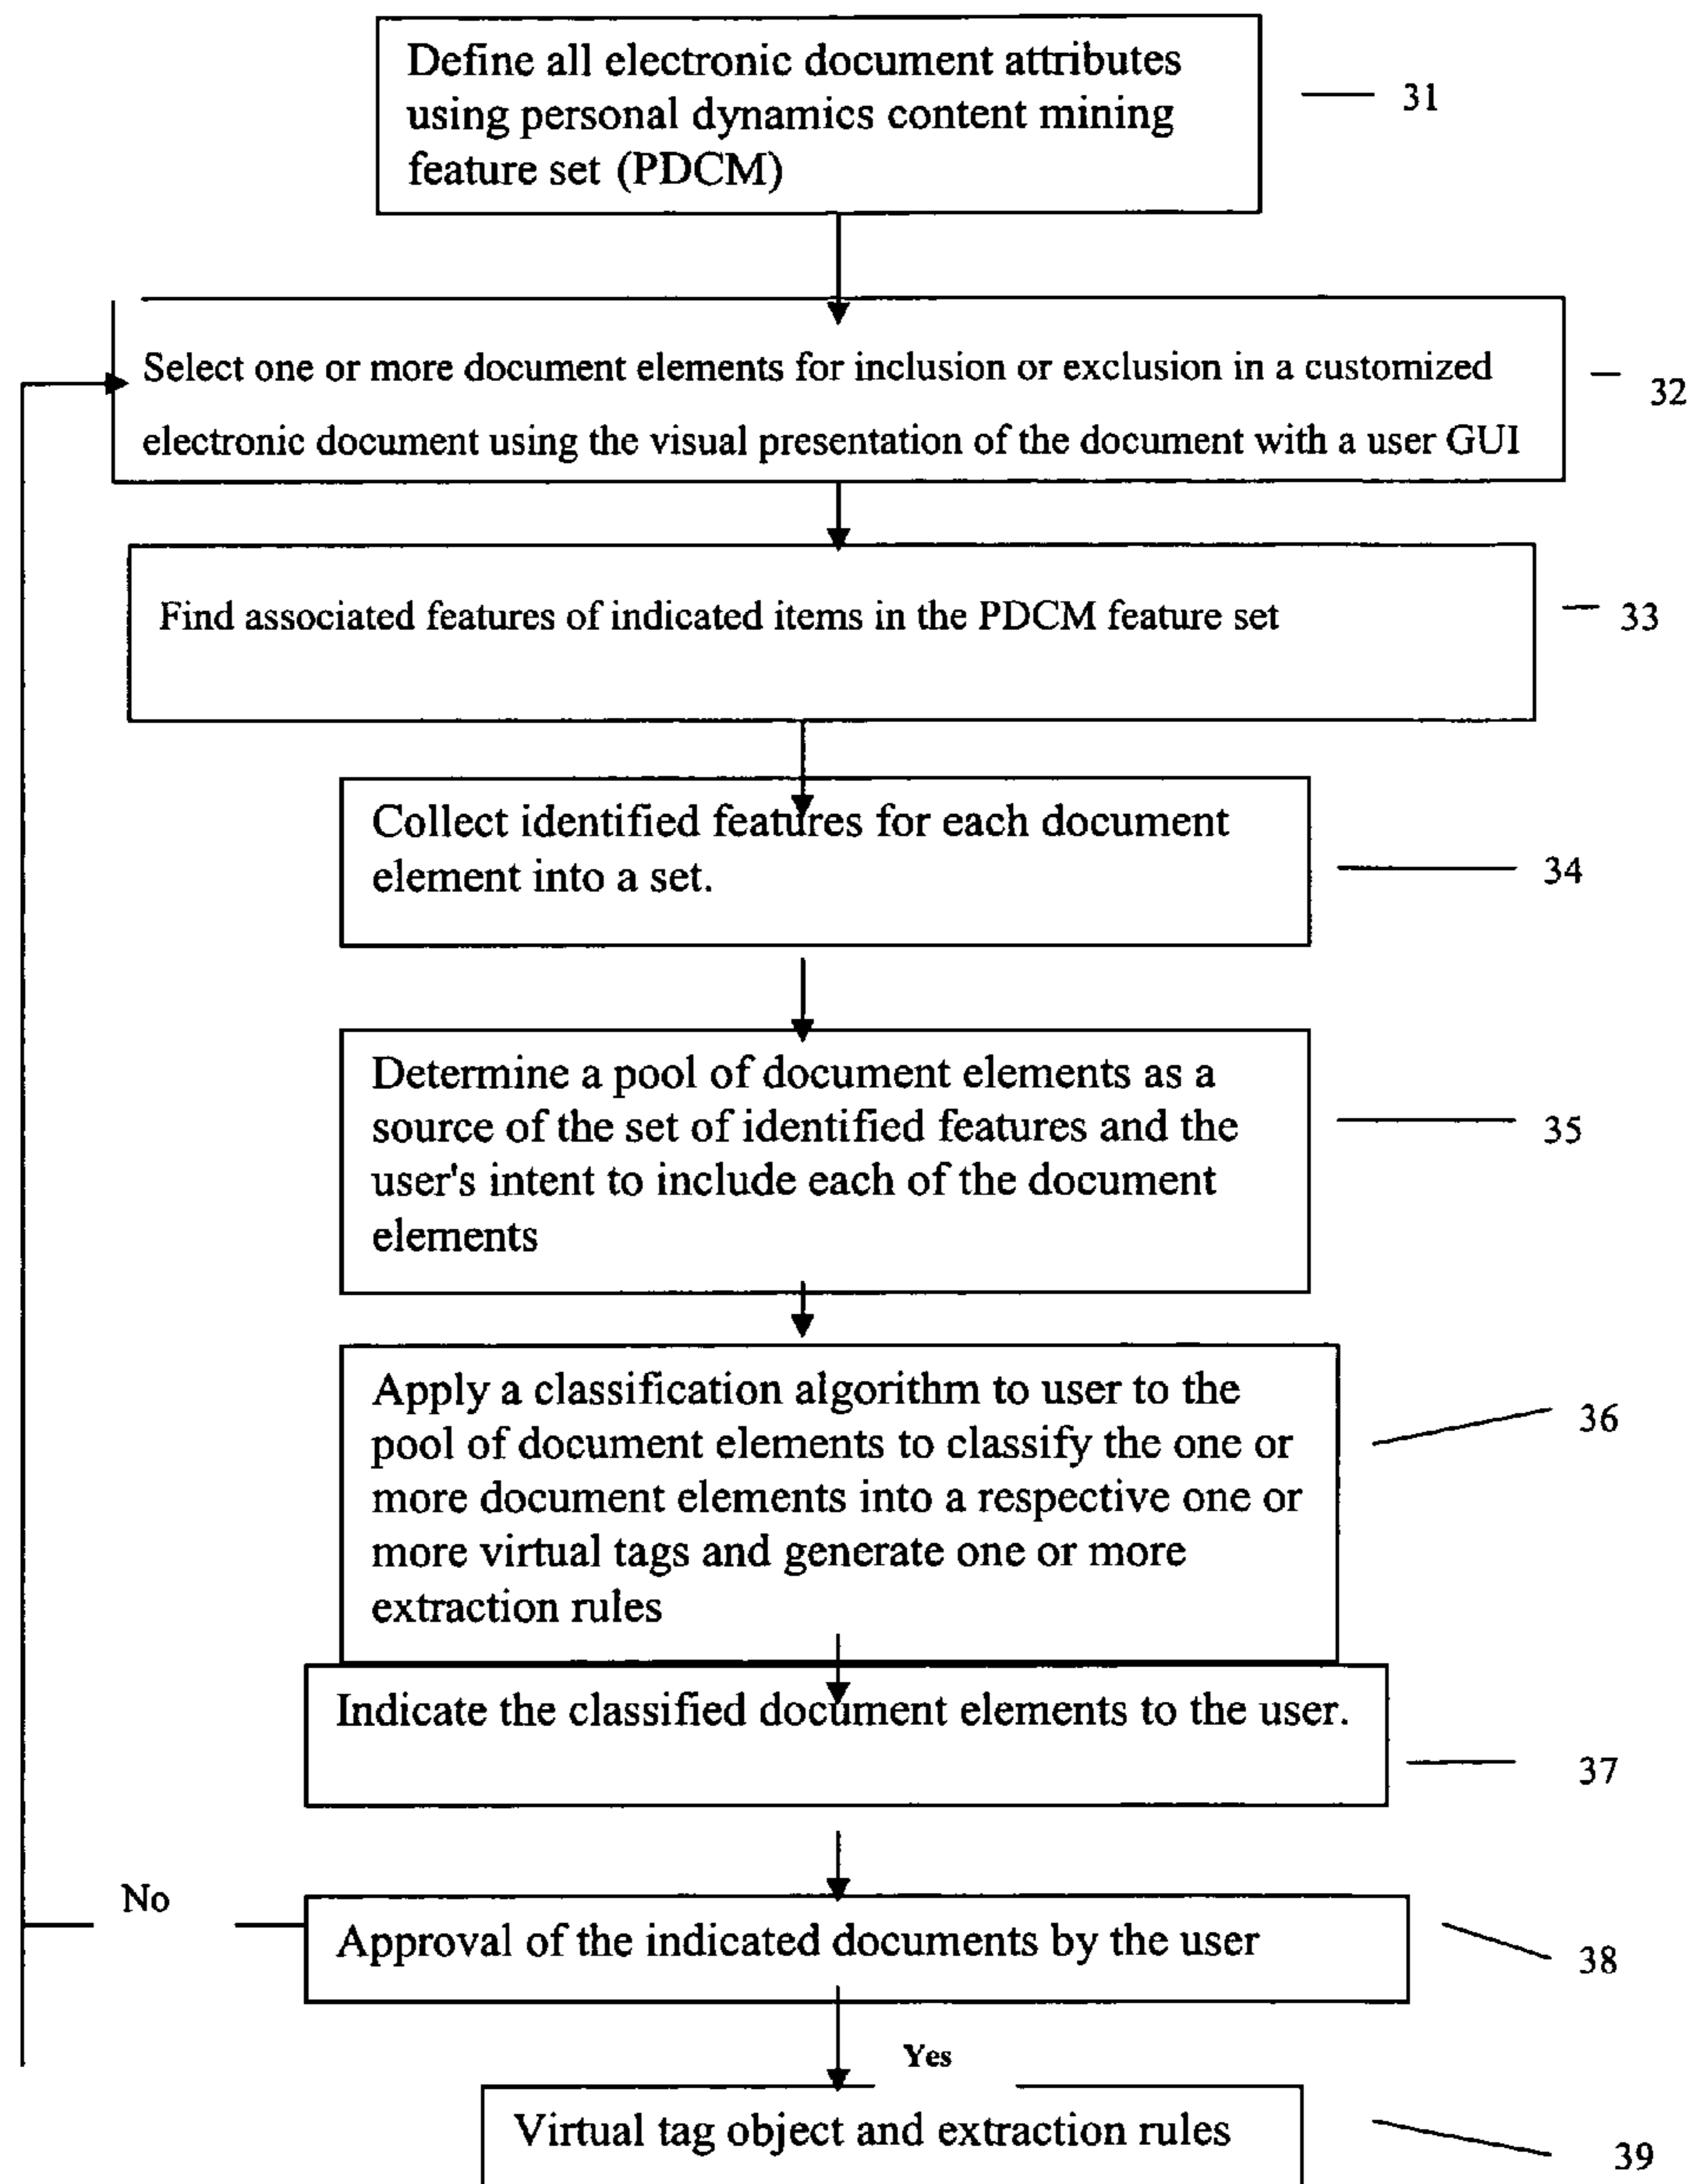 Define all electronic document attributes
using personal dynamics content mining
feature set (PDCM)
31
Select one or more document elements for inclusion or exclusion in a customized
electronic document using the visual presentation of the document with a user GUI
32
Find associated features of indicated items in the PDCM feature set
33
Collect identified features for each document
element into a set.
34
Determine a pool of document elements as a
source of the set of identified features and the
user's intent to include each of the document
elements
35
Apply a classification algorithm to user to the
pool of document elements to classify the one or
more document elements into a respective one or
more virtual tags and generate one or more
extraction rules
36
Indicate the classified document elements to the user.
37
No
Approval of the indicated documents by the user
38
Yes
Virtual tag object and extraction rules
39